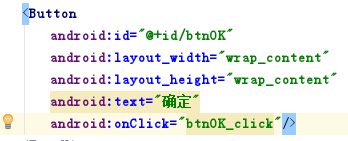 <Button
android:id="@+id/btnOK"
android:layout_width="wrap_content"
android:layout_height="wrap_content"
android:text="确定"
android:onClick="btnOK_click"/>